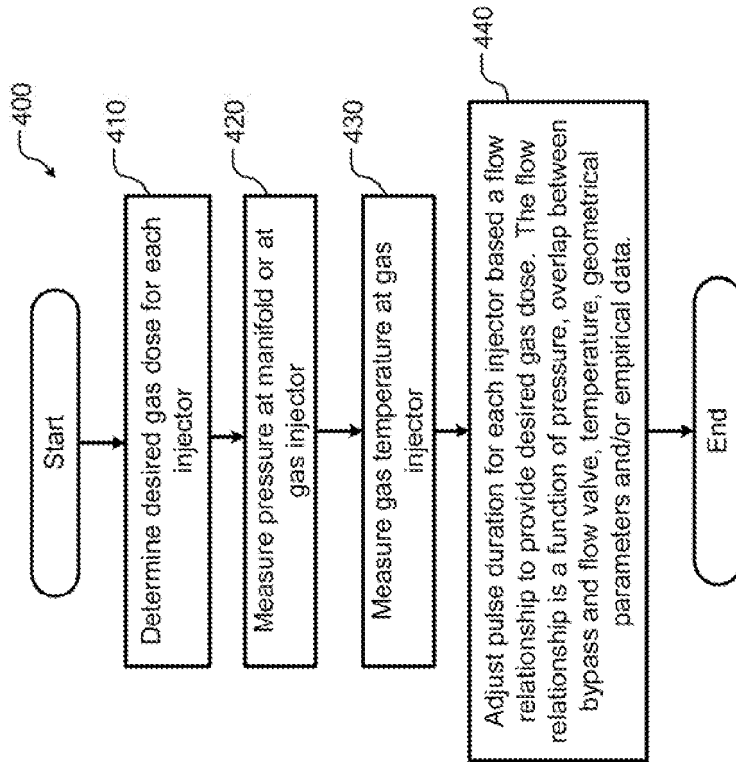 400
Start
410
Determine desired gas dose for each
injector
420
Measure pressure at manifold or at
gas injector
430
Measure gas temperature at gas
injector
440
Adjust pulse duration for each injector based a flow
relationship to provide desired gas dose. The flow
relationship is a function of pressure, overlap between
bypass and flow valve, temperature, geometrical
parameters and/or empirical data.
End